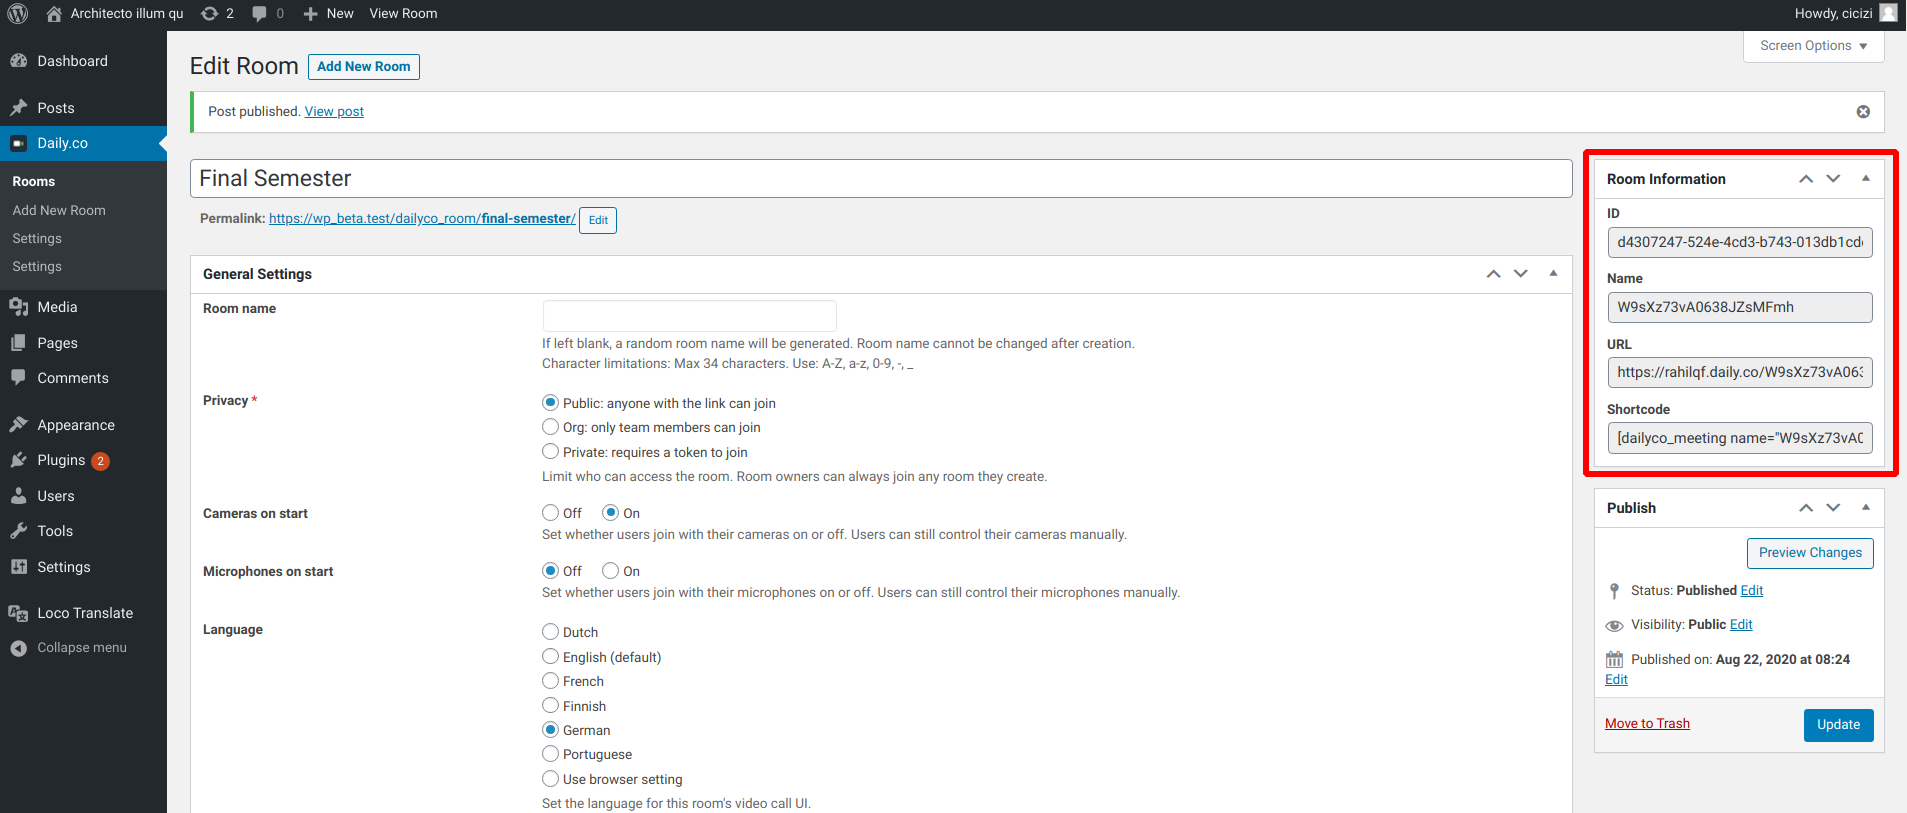 Architecto illum qu 2 0 New View Room Howdy, cicizi
Screen Options
Dashboard
Posts
Daily.co
Rooms
Add New Room
Settings
Settings
Media
Pages
Comments
Appearance
Plugins 2
Users
Tools
Settings
Loco Translate
Collapse menu
Edit Room Add New Room
Post published. View post
Final Semester
Permalink: https://wp_beta.test/dailyco_room/final-semester/ Edit
General Settings
Room name
If left blank, a random room name will be generated. Room name cannot be changed after creation.
Character limitations: Max 34 characters. Use: A-Z, a-z, 0-9, -, _
Privacy *
Public: anyone with the link can join
Org: only team members can join
Private: requires a token to join
Limit who can access the room. Room owners can always join any room they create.
Cameras on start
Off On
Set whether users join with their cameras on or off. Users can still control their cameras manually.
Microphones on start
Off On
Set whether users join with their microphones on or off. Users can still control their microphones manually.
Language
Dutch
English (default)
French
Finnish
German
Portuguese
Use browser setting
Set the language for this room's video call UI.
Room Information
ID
d4307247-524e-4cd3-b743-013db1cd
Name
W9sXz73vA0638JZsMFmh
URL
https://rahilqf.daily.co/W9sXz73vA063
Shortcode
[dailyco_meeting name="W9sXz73vA0
Publish
Preview Changes
Status: Published Edit
Visibility: Public Edit
Published on: Aug 22, 2020 at 08:24
Edit
Move to Trash Update